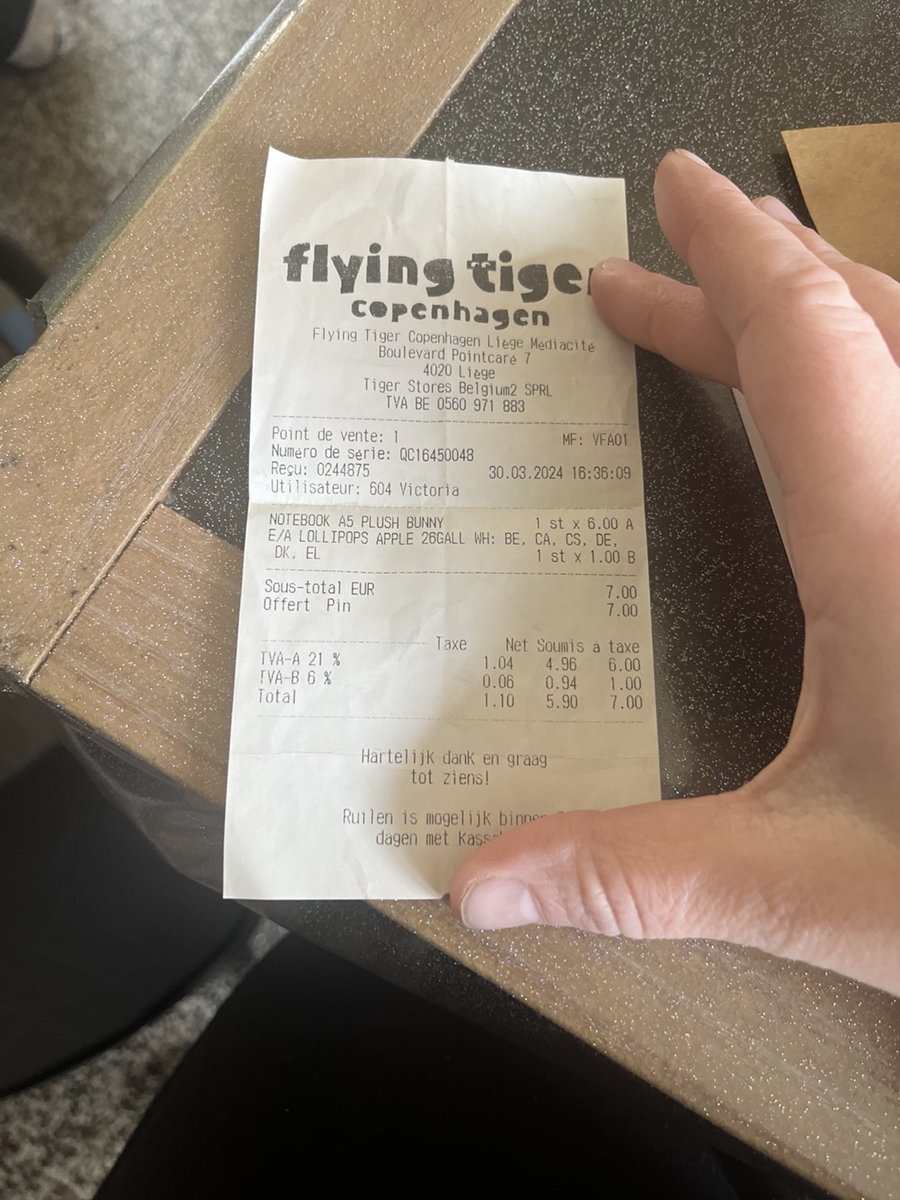 flying tiger
copenhagen
Flying Tiger Copenhagen Liège Médiacité
Boulevard Pointcaré 7
4020 Liège
Tiger Stores Belgium2 SPRL
TVA BE 0560 971 883
Point de vente: 1 MF: VFA01
Numéro de série: QC16450048
Reçu: 0244875 30.03.2024 16:36:09
Utilisateur: 604 Victoria
NOTEBOOK A5 PLUSH BUNNY 1 st x 6.00 A
E/A LOLLIPOPS APPLE 26GALL WH: BE, CA, CS, DE,
DK, EL 1 st x 1.00 B
Sous-total EUR 7.00
Offert Pin 7.00
Taxe Net Soumis à taxe
TVA-A 21 % 1.04 4.96 6.00
TVA-B 6 % 0.06 0.94 1.00
Total 1.10 5.90 7.00
Hartelijk dank en graag
tot ziens!
Ruilen is mogelijk binnen
dagen met